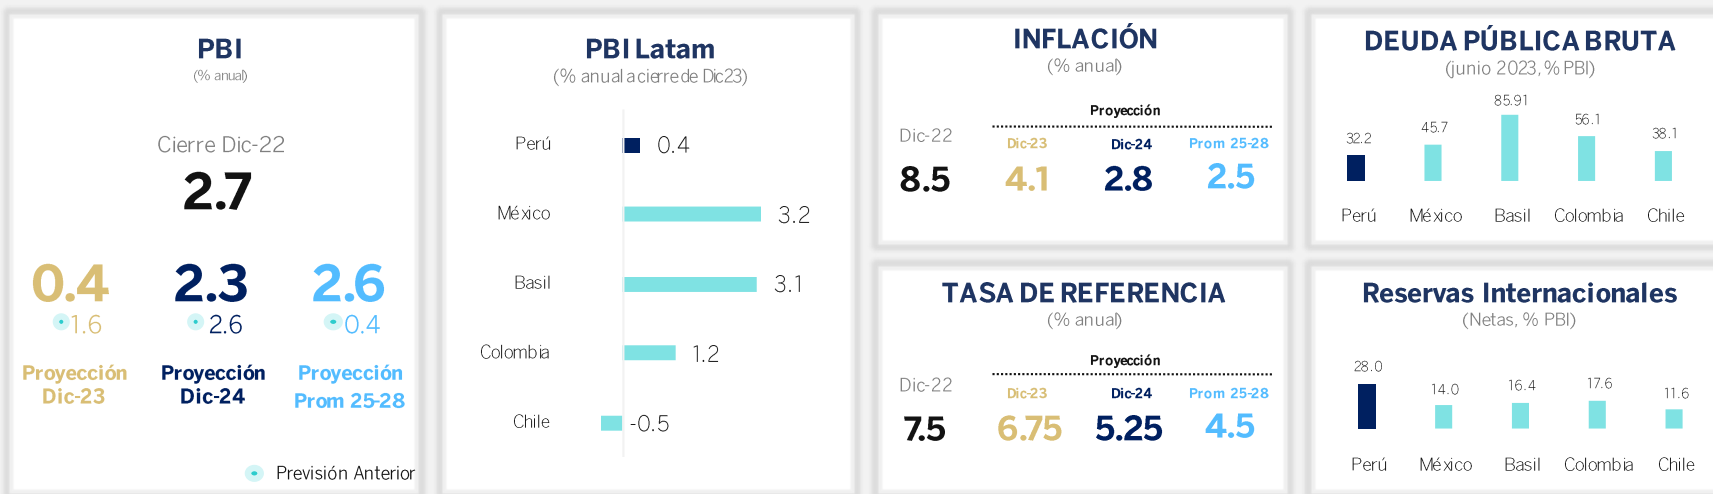 PBI
(% anual)
Cierre Dic-22
2.7
0.4 2.3 2.6
1.6 2.6 0.4
Proyección Proyección Proyección
Dic-23 Dic-24 Prom 25-28
Previsión Anterior
PBI Latam
(% anual a cierre de Dic23)
Perú 0.4
México 3.2
Basil 3.1
Colombia 1.2
Chile -0.5
INFLACIÓN
(% anual)
Proyección
Dic-22 Dic-23 Dic-24 Prom 25-28
8.5 4.1 2.8 2.5
TASA DE REFERENCIA
(% anual)
Proyección
Dic-22 Dic-23 Dic-24 Prom 25-28
7.5 6.75 5.25 4.5
DEUDA PÚBLICA BRUTA
(junio 2023, % PBI)
32.2 45.7 85.91 56.1 38.1
Perú México Basil Colombia Chile
Reservas Internacionales
(Netas, % PBI)
28.0 14.0 16.4 17.6 11.6
Perú México Basil Colombia Chile